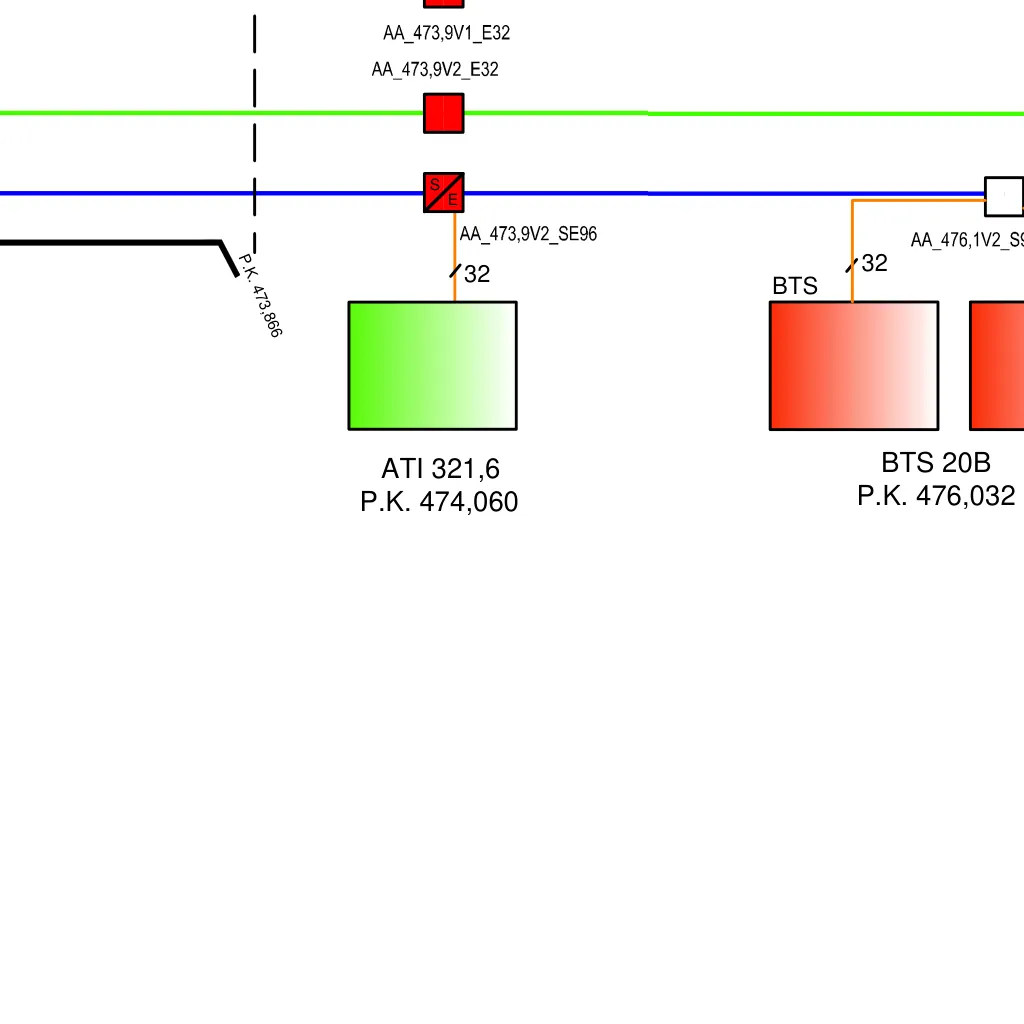 AA_473,9V1_E32
AA_473,9V2_E32
S
E
AA_473,9V2_SE96
32
P.K. 473,866
ATI 321,6
P.K. 474,060
32
BTS
BTS 20B
P.K. 476,032